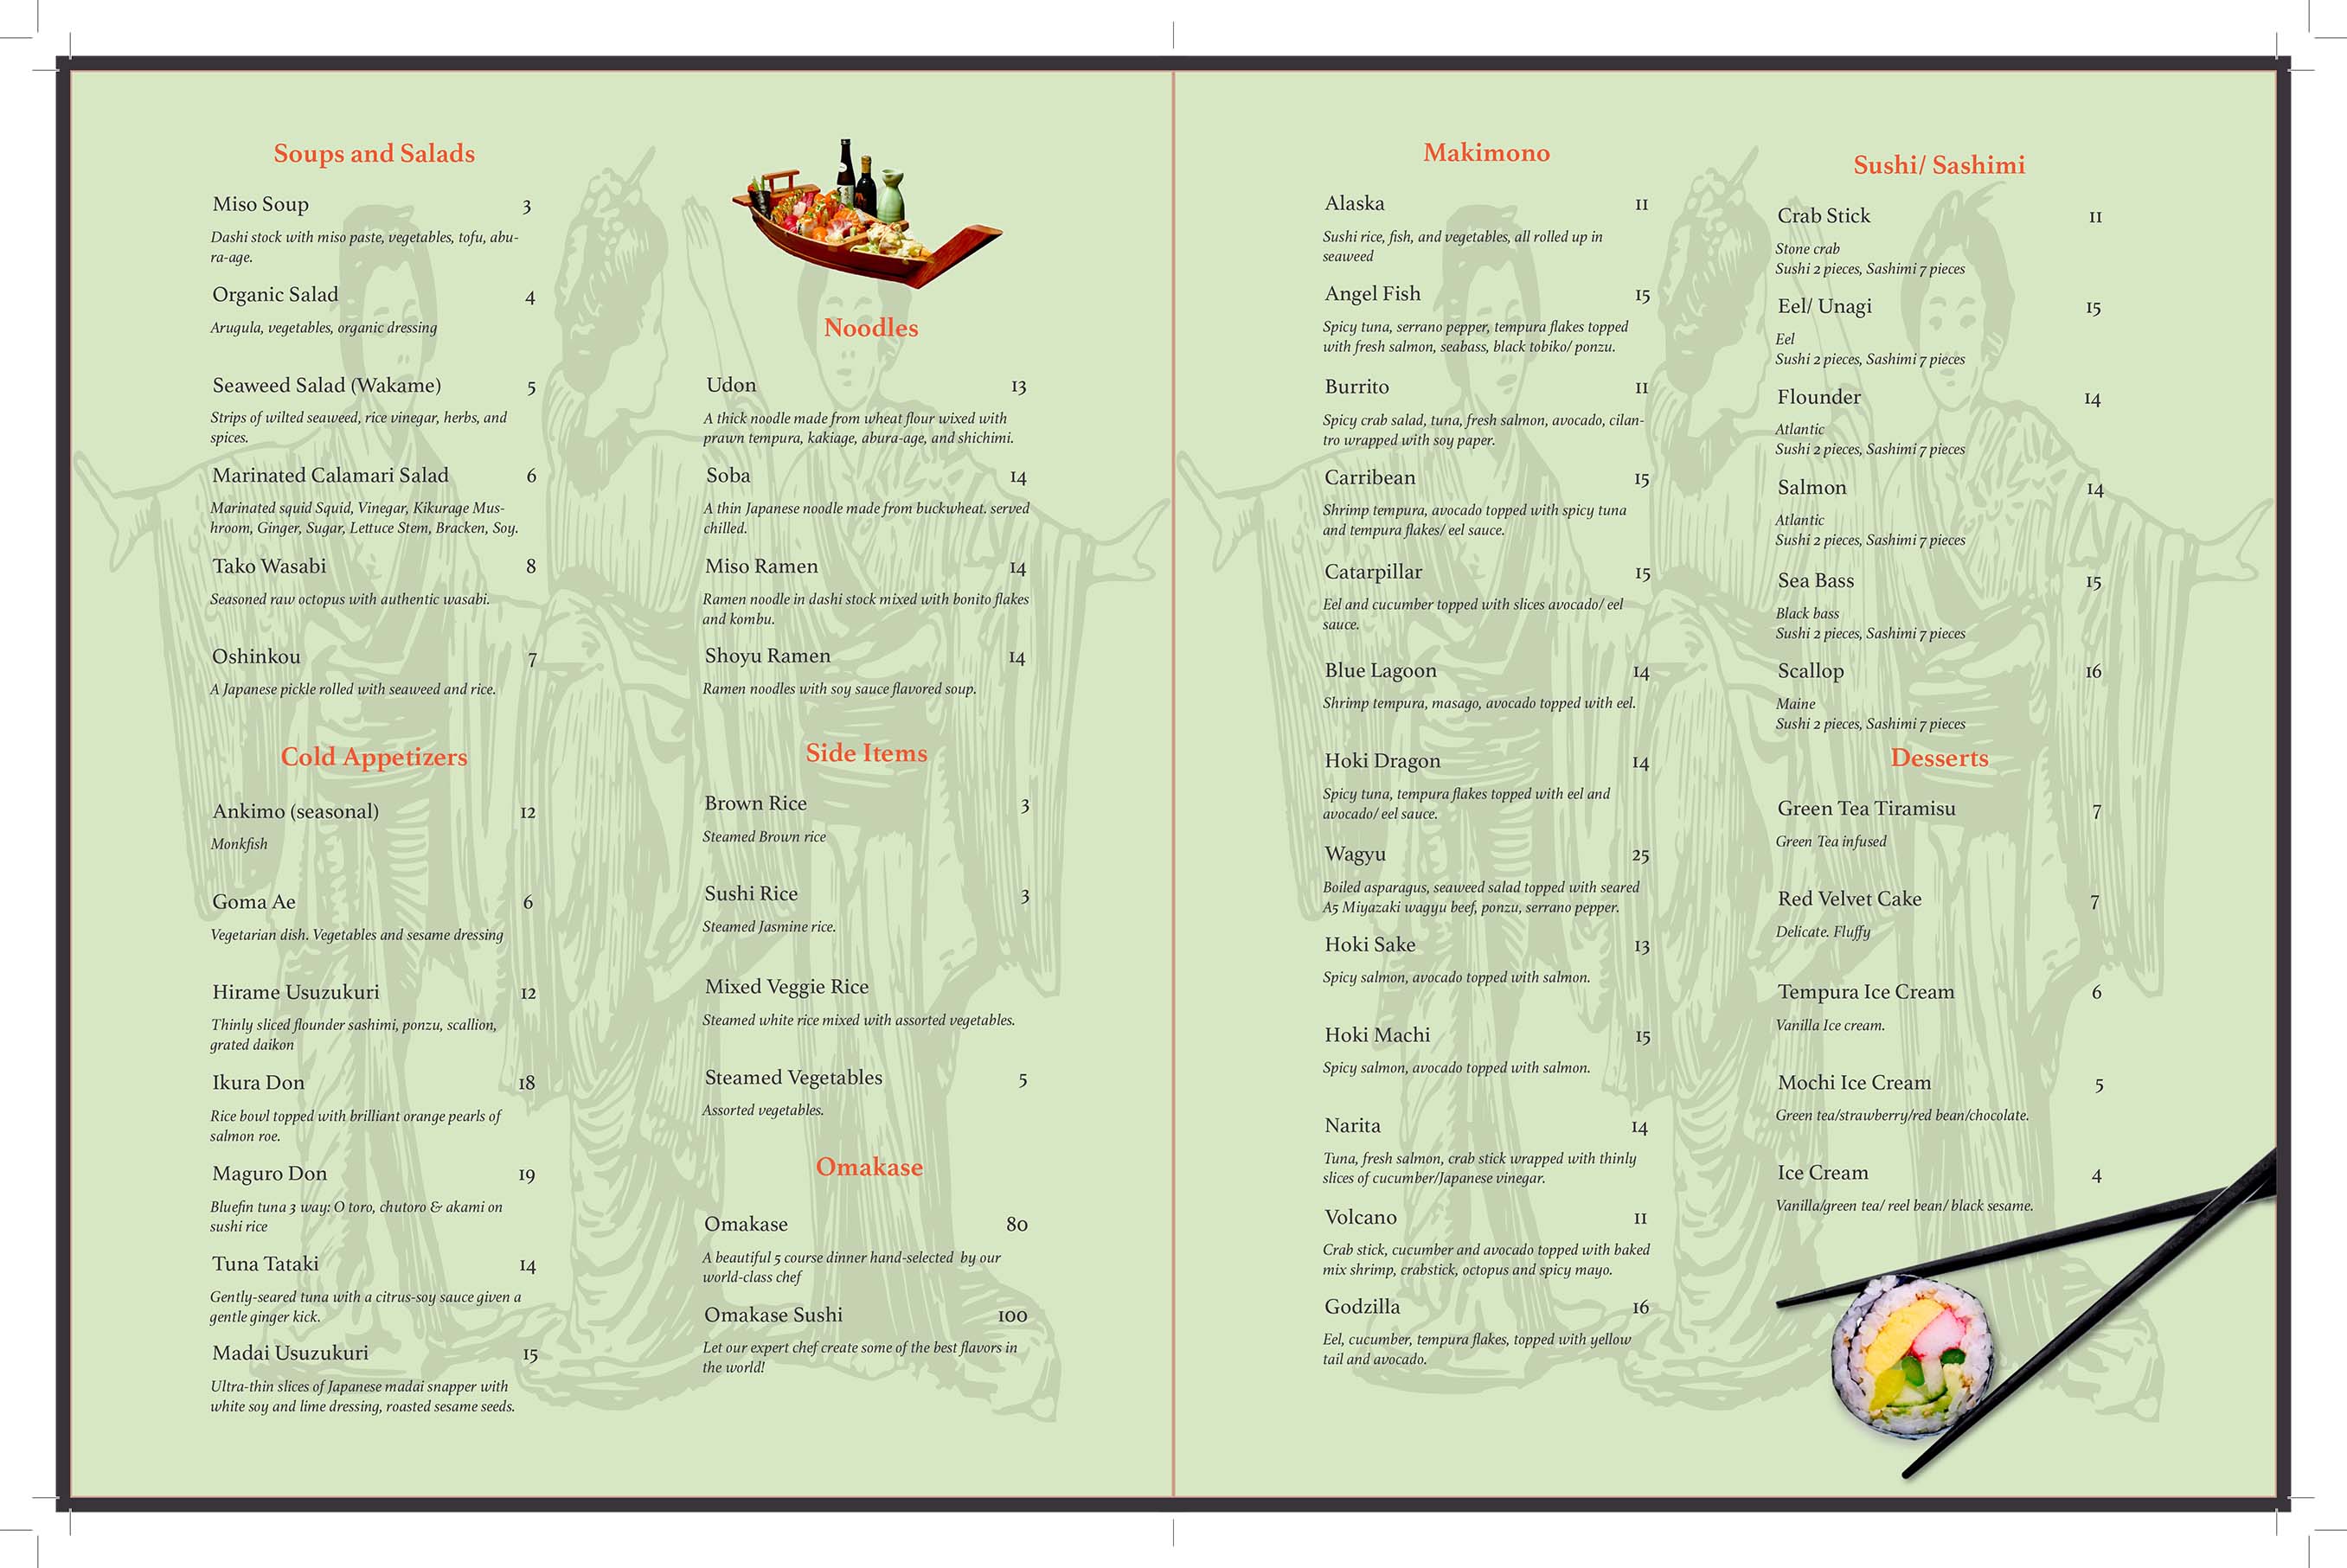 Soups and Salads
Miso Soup 3
Dashi stock with miso paste, vegetables, tofu, abu-
ra-age.
Organic Salad 4
Arugula, vegetables, organic dressing
Seaweed Salad (Wakame) 5
Strips of wilted seaweed, rice vinegar, herbs, and
spices.
Marinated Calamari Salad 6
Marinated squid Squid, Vinegar, Kikurage Mus-
hroom, Ginger, Sugar, Lettuce Stem, Bracken, Soy.
Tako Wasabi 8
Seasoned raw octopus with authentic wasabi.
Oshinkou 7
A Japanese pickle rolled with seaweed and rice.
Cold Appetizers
Ankimo (seasonal) 12
Monkfish
Goma Ae 6
Vegetarian dish. Vegetables and sesame dressing
Hirame Usuzukuri 12
Thinly sliced flounder sashimi, ponzu, scallion,
grated daikon
Ikura Don 18
Rice bowl topped with brilliant orange pearls of
salmon roe.
Maguro Don 19
Bluefin tuna 3 way: O toro, chutoro & akami on
sushi rice
Tuna Tataki 14
Gently-seared tuna with a citrus-soy sauce given a
gentle ginger kick.
Madai Usuzukuri 15
Ultra-thin slices of Japanese madai snapper with
white soy and lime dressing, roasted sesame seeds.
Noodles
Udon 13
A thick noodle made from wheat flour wixed with
prawn tempura, kakiage, abura-age, and shichimi.
Soba 14
A thin Japanese noodle made from buckwheat. served
chilled.
Miso Ramen 14
Ramen noodle in dashi stock mixed with bonito flakes
and kombu.
Shoyu Ramen 14
Ramen noodles with soy sauce flavored soup.
Side Items
Brown Rice 3
Steamed Brown rice
Sushi Rice 3
Steamed Jasmine rice.
Mixed Veggie Rice
Steamed white rice mixed with assorted vegetables.
Steamed Vegetables 5
Assorted vegetables.
Omakase
Omakase 80
A beautiful 5 course dinner hand-selected by our
world-class chef
Omakase Sushi 100
Let our expert chef create some of the best flavors in
the world!
Makimono
Alaska 11
Sushi rice, fish, and vegetables, all rolled up in
seaweed
Angel Fish 15
Spicy tuna, serrano pepper, tempura flakes topped
with fresh salmon, seabass, black tobiko/ ponzu.
Burrito 11
Spicy crab salad, tuna, fresh salmon, avocado, cilan-
tro wrapped with soy paper.
Carribean 15
Shrimp tempura, avocado topped with spicy tuna
and tempura flakes/ eel sauce.
Catarpillar 15
Eel and cucumber topped with slices avocado/ eel
sauce.
Blue Lagoon 14
Shrimp tempura, masago, avocado topped with eel.
Hoki Dragon 14
Spicy tuna, tempura flakes topped with eel and
avocado/ eel sauce.
Wagyu 25
Boiled asparagus, seaweed salad topped with seared
A5 Miyazaki wagyu beef, ponzu, serrano pepper.
Hoki Sake 13
Spicy salmon, avocado topped with salmon.
Hoki Machi 15
Spicy salmon, avocado topped with salmon.
Narita 14
Tuna, fresh salmon, crab stick wrapped with thinly
slices of cucumber/Japanese vinegar.
Volcano 11
Crab stick, cucumber and avocado topped with baked
mix shrimp, crabstick, octopus and spicy mayo.
Godzilla 16
Eel, cucumber, tempura flakes, topped with yellow
tail and avocado.
Sushi/ Sashimi
Crab Stick 11
Stone crab
Sushi 2 pieces, Sashimi 7 pieces
Eel/ Unagi 15
Eel
Sushi 2 pieces, Sashimi 7 pieces
Flounder 14
Atlantic
Sushi 2 pieces, Sashimi 7 pieces
Salmon 14
Atlantic
Sushi 2 pieces, Sashimi 7 pieces
Sea Bass 15
Black bass
Sushi 2 pieces, Sashimi 7 pieces
Scallop 16
Maine
Sushi 2 pieces, Sashimi 7 pieces
Desserts
Green Tea Tiramisu 7
Green Tea infused
Red Velvet Cake 7
Delicate. Fluffy
Tempura Ice Cream 6
Vanilla Ice cream.
Mochi Ice Cream 5
Green tea/strawberry/red bean/chocolate.
Ice Cream 4
Vanilla/green tea/ reel bean/ black sesame.